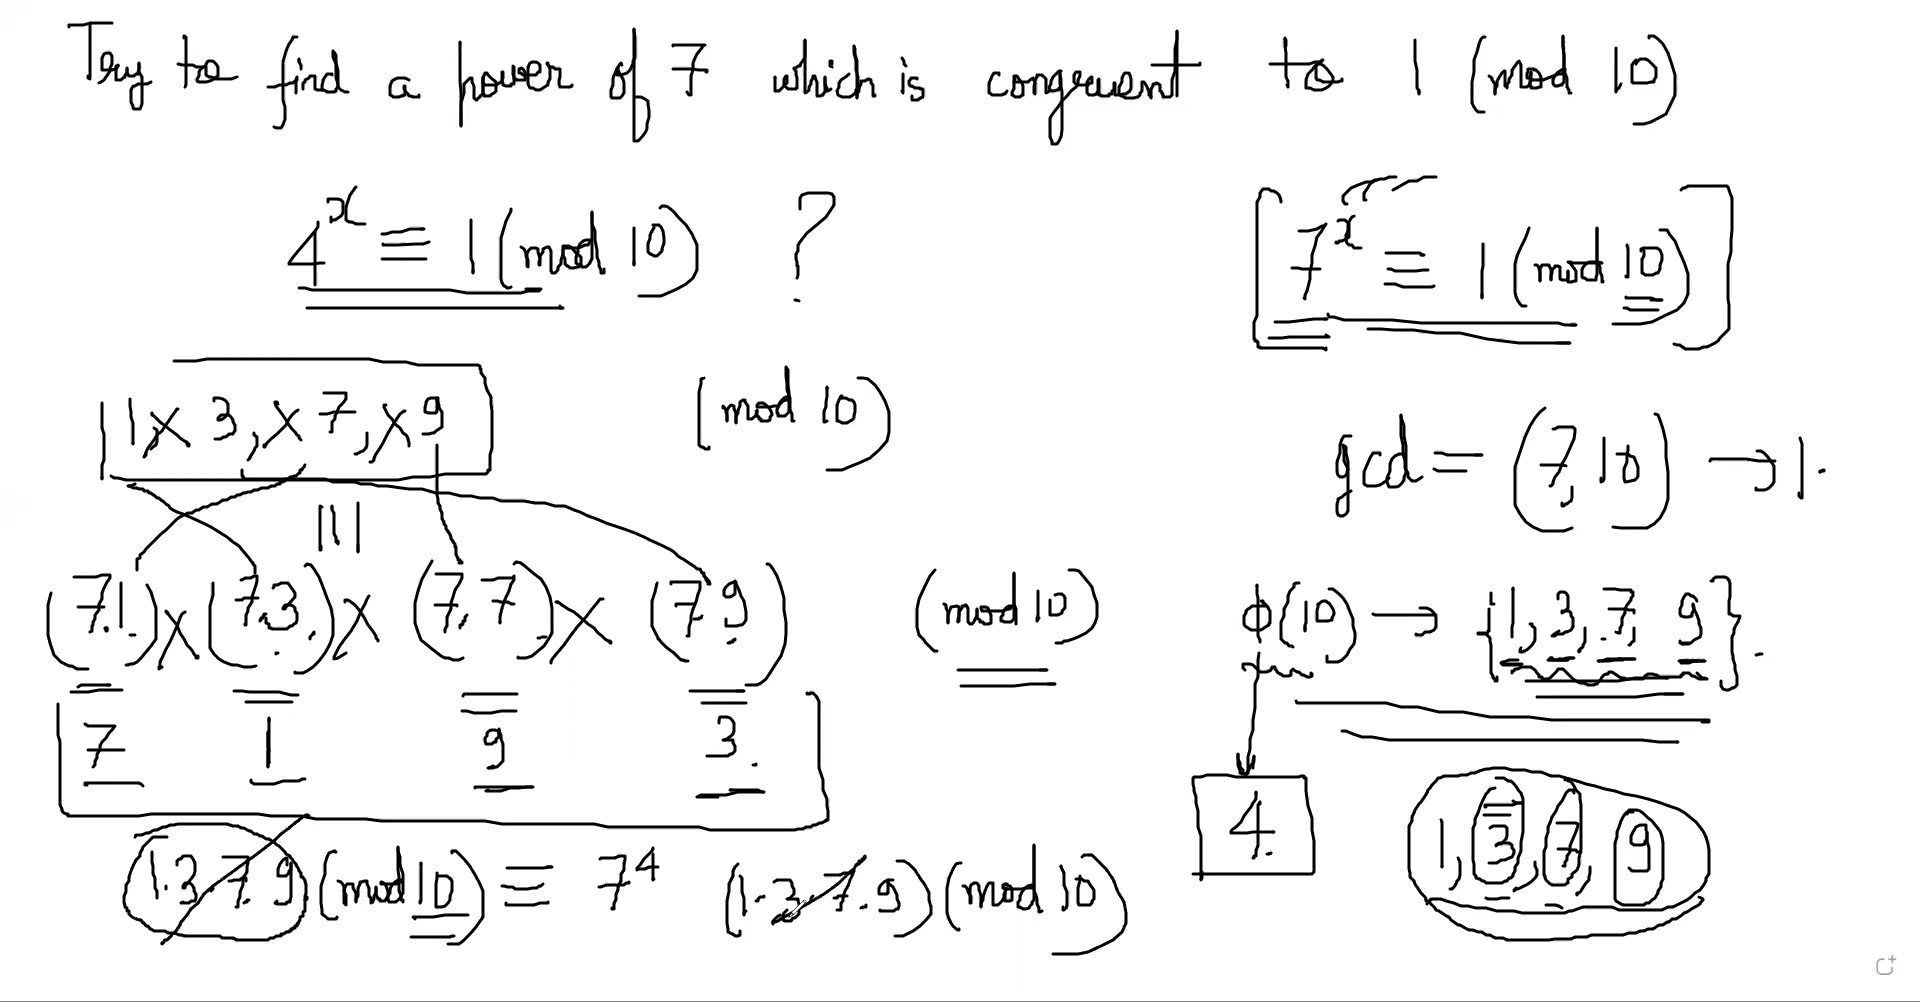 Try to find a power of 7 which is congruent to 1 (mod 10)
4^x ≡ 1 (mod 10) ?
[7^x ≡ 1 (mod 10)]
1, × 3, × 7, × 9 (mod 10)
gcd = (7, 10) → 1.
|||
(7.1) × (7.3.) × (7.7) × (7.9) (mod 10)
ϕ(10) → {1, 3, 7, 9}.
7 1 9 3.
4.
1, 3, 7, 9
1.3.7.9 (mod 10) ≡ 7^4 (1.3.7.9) (mod 10)